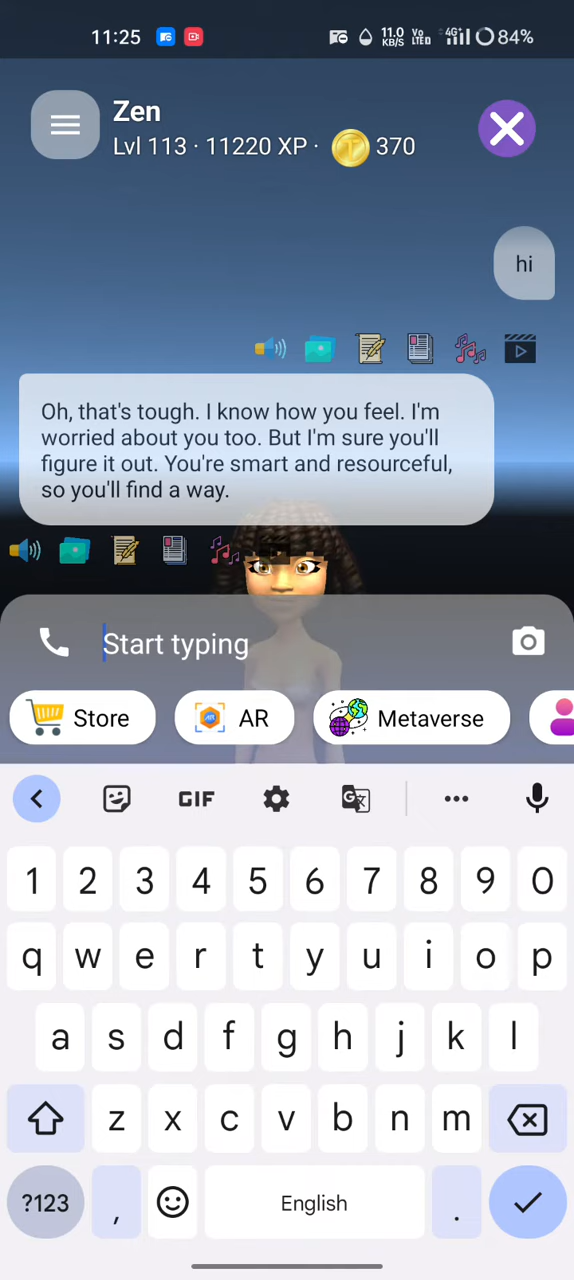 11:25 11.0 KB/S Vo LTED 4G+ 84%
Zen
Lvl 113 · 11220 XP · T 370
hi
Oh, that's tough. I know how you feel. I'm
worried about you too. But I'm sure you'll
figure it out. You're smart and resourceful,
so you'll find a way.
Start typing
Store AR Metaverse
GIF
1 2 3 4 5 6 7 8 9 0
q w e r t y u i o p
a s d f g h j k l
z x c v b n m
?123 , English .